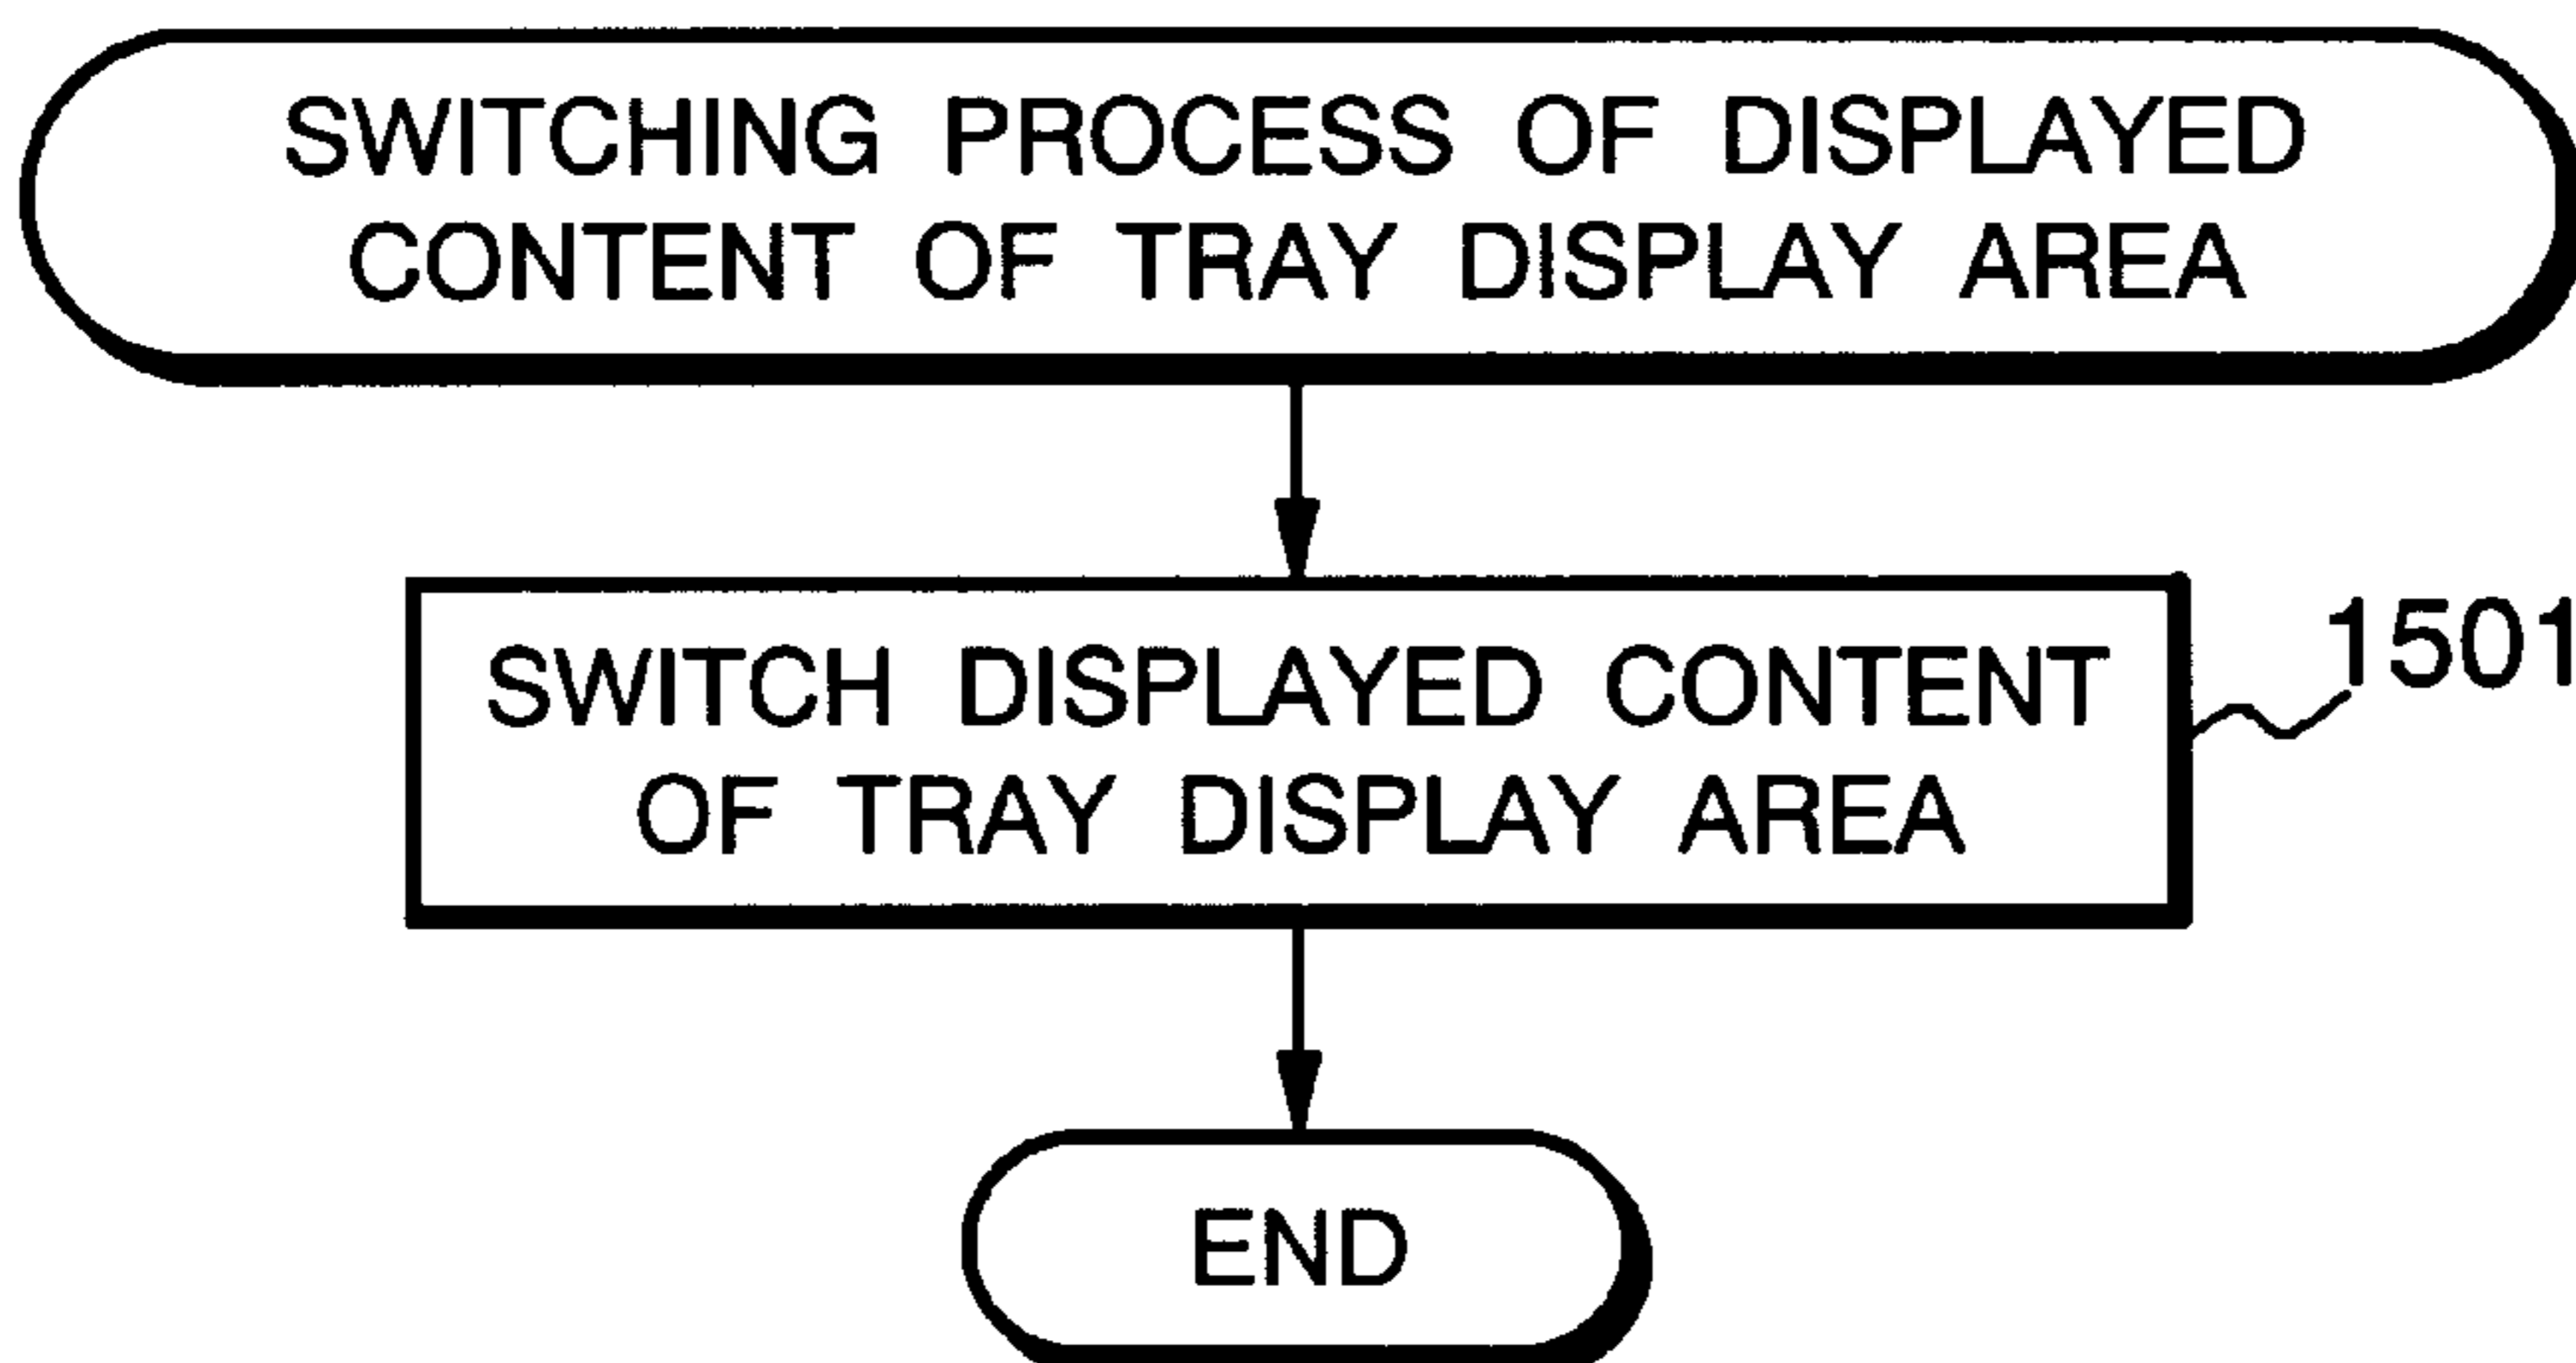 SWITCHING PROCESS OF DISPLAYED
CONTENT OF TRAY DISPLAY AREA
SWITCH DISPLAYED CONTENT
OF TRAY DISPLAY AREA
1501
END